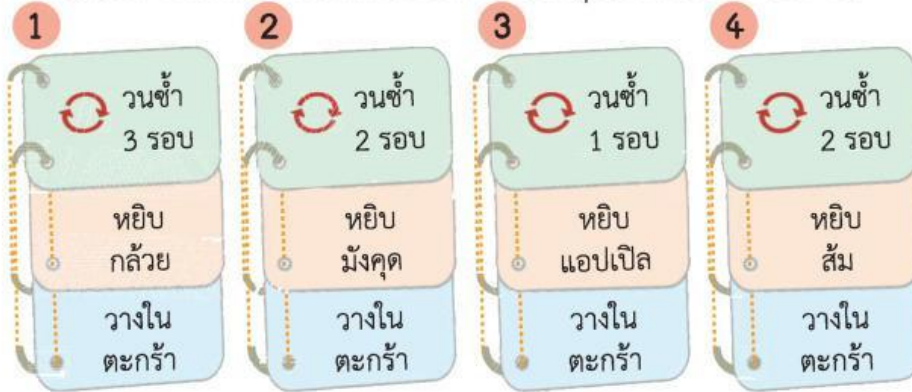 1
วนซ้ำ
3 รอบ
หยิบ
กล้วย
วางใน
ตะกร้า
2
วนซ้ำ
2 รอบ
หยิบ
มังคุด
วางใน
ตะกร้า
3
วนซ้ำ
1 รอบ
หยิบ
แอปเปิล
วางใน
ตะกร้า
4
วนซ้ำ
2 รอบ
หยิบ
ส้ม
วางใน
ตะกร้า